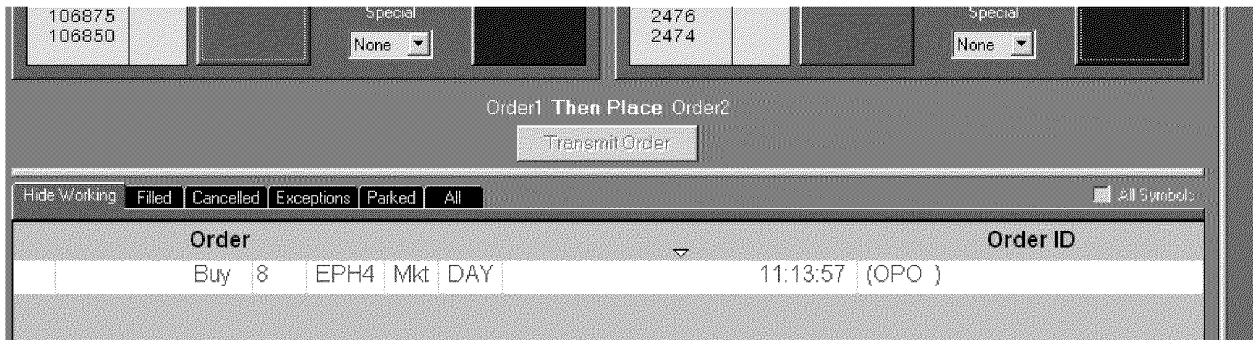 106875
106850
Special
None
2476
2474
Special
None
Order1 Then Place Order2
Transmit Order
Hide Working Filled Cancelled Exceptions Parked All All Symbols
Order Order ID
Buy 8 EPH4 Mkt DAY 11:13:57 (OPO )